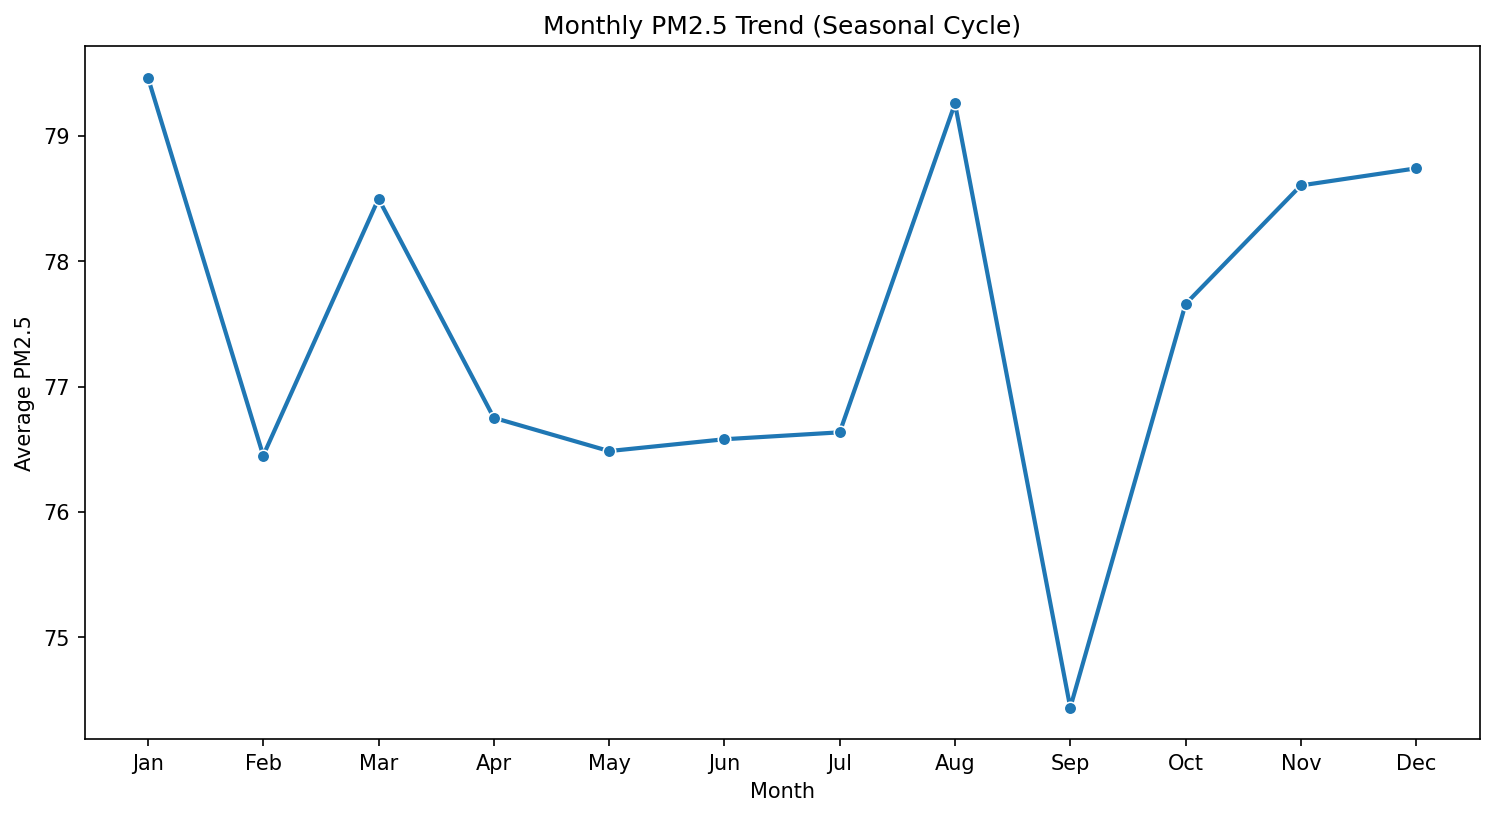 Monthly PM2.5 Trend (Seasonal Cycle)
Average PM2.5
79
78
77
76
75
Jan Feb Mar Apr May Jun Jul Aug Sep Oct Nov Dec
Month